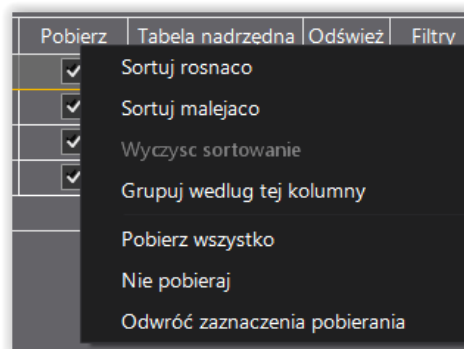 Pobierz Tabela nadrzędna Odśwież Filtry
Sortuj rosnaco
Sortuj malejaco
Wyczysc sortowanie
Grupuj wedlug tej kolumny
Pobierz wszystko
Nie pobieraj
Odwróć zaznaczenia pobierania